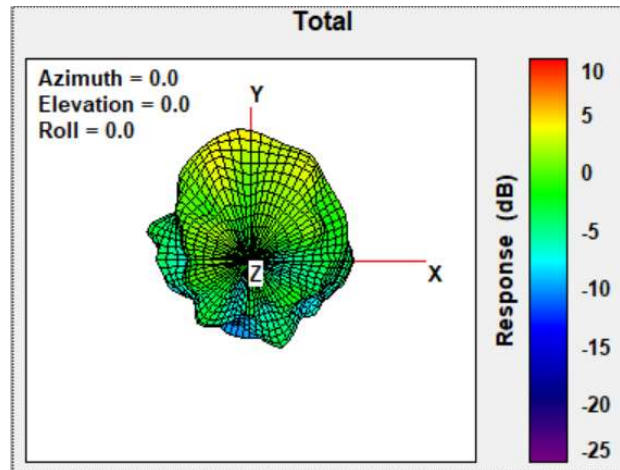 Total
Azimuth = 0.0
Elevation = 0.0
Roll = 0.0
Y
X
Z
Response (dB)
10
5
0
-5
-10
-15
-20
-25